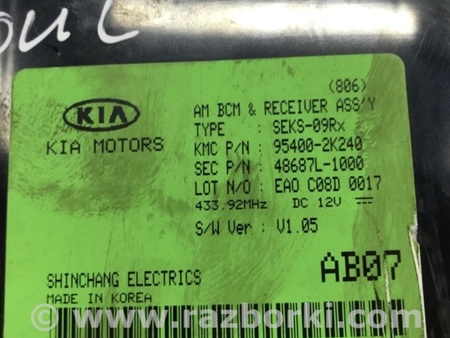 oul
(806)
KIA
KIA MOTORS
AM BCM & RECEIVER ASS'Y
TYPE : SEKS-09Rx
KMC P/N : 95400-2K240
SEC P/N : 48687L-1000
LOT N/O : EAO C08D 0017
433.92MHz DC 12V
S/W Ver : V1.05
AB07
SHINCHANG ELECTRICS
MADE IN KOREA
www.razborki.com